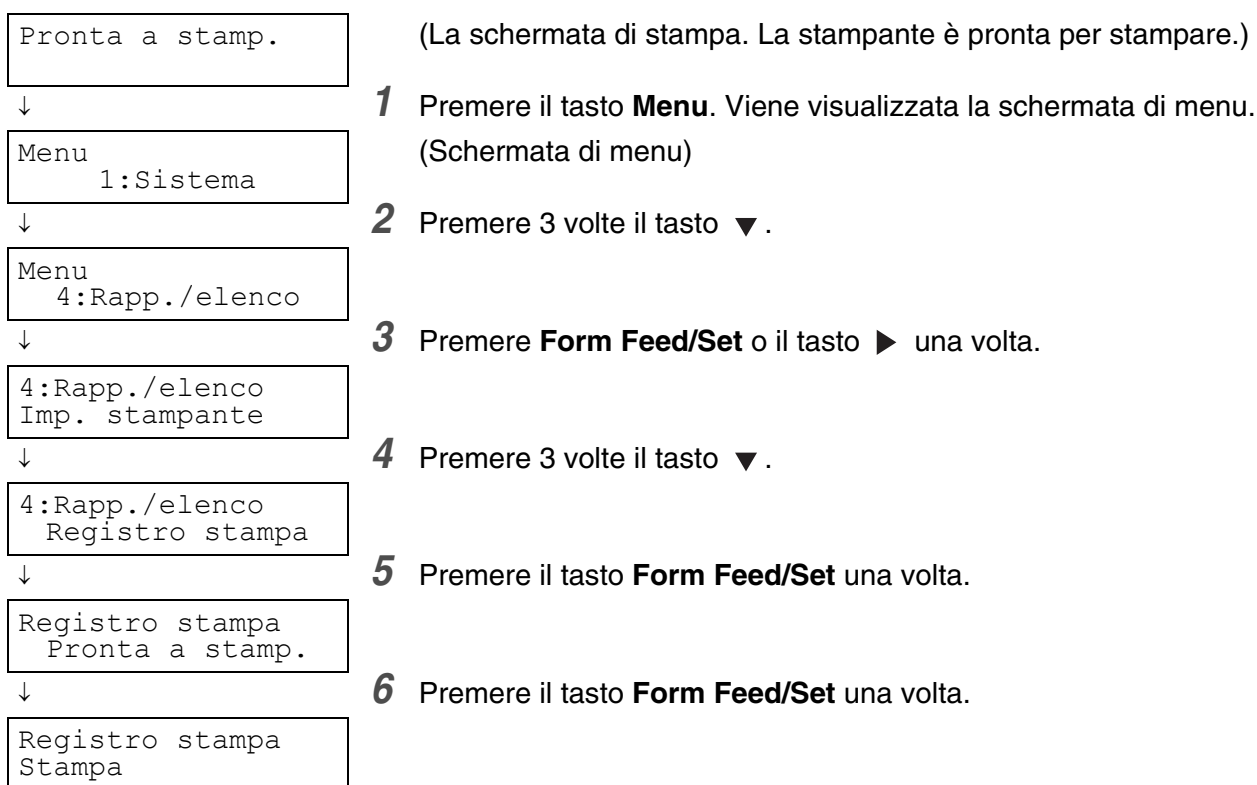 Pronta a stamp.
(La schermata di stampa. La stampante è pronta per stampare.)
↓
1 Premere il tasto Menu. Viene visualizzata la schermata di menu.
Menu
1:Sistema
(Schermata di menu)
↓
2 Premere 3 volte il tasto ▼.
Menu
4:Rapp./elenco
↓
3 Premere Form Feed/Set o il tasto ▶ una volta.
4:Rapp./elenco
Imp. stampante
↓
4 Premere 3 volte il tasto ▼.
4:Rapp./elenco
Registro stampa
↓
5 Premere il tasto Form Feed/Set una volta.
Registro stampa
Pronta a stamp.
↓
6 Premere il tasto Form Feed/Set una volta.
Registro stampa
Stampa